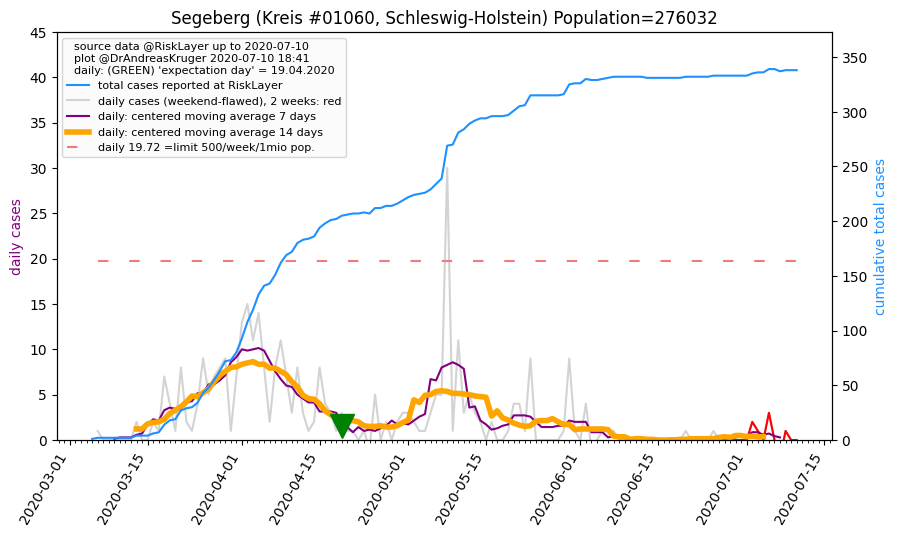 Segeberg (Kreis #01060, Schleswig-Holstein) Population=276032
source data @RiskLayer up to 2020-07-10
plot @DrAndreasKruger 2020-07-10 18:41
daily: (GREEN) 'expectation day' = 19.04.2020
total cases reported at RiskLayer
daily cases (weekend-flawed), 2 weeks: red
daily: centered moving average 7 days
daily: centered moving average 14 days
daily 19.72 =limit 500/week/1mio pop.
daily cases
45
40
35
30
25
20
15
10
5
0
350
300
250
200
150
100
50
0
cumulative total cases
2020-03-01
2020-03-15
2020-04-01
2020-04-15
2020-05-01
2020-05-15
2020-06-01
2020-06-15
2020-07-01
2020-07-15